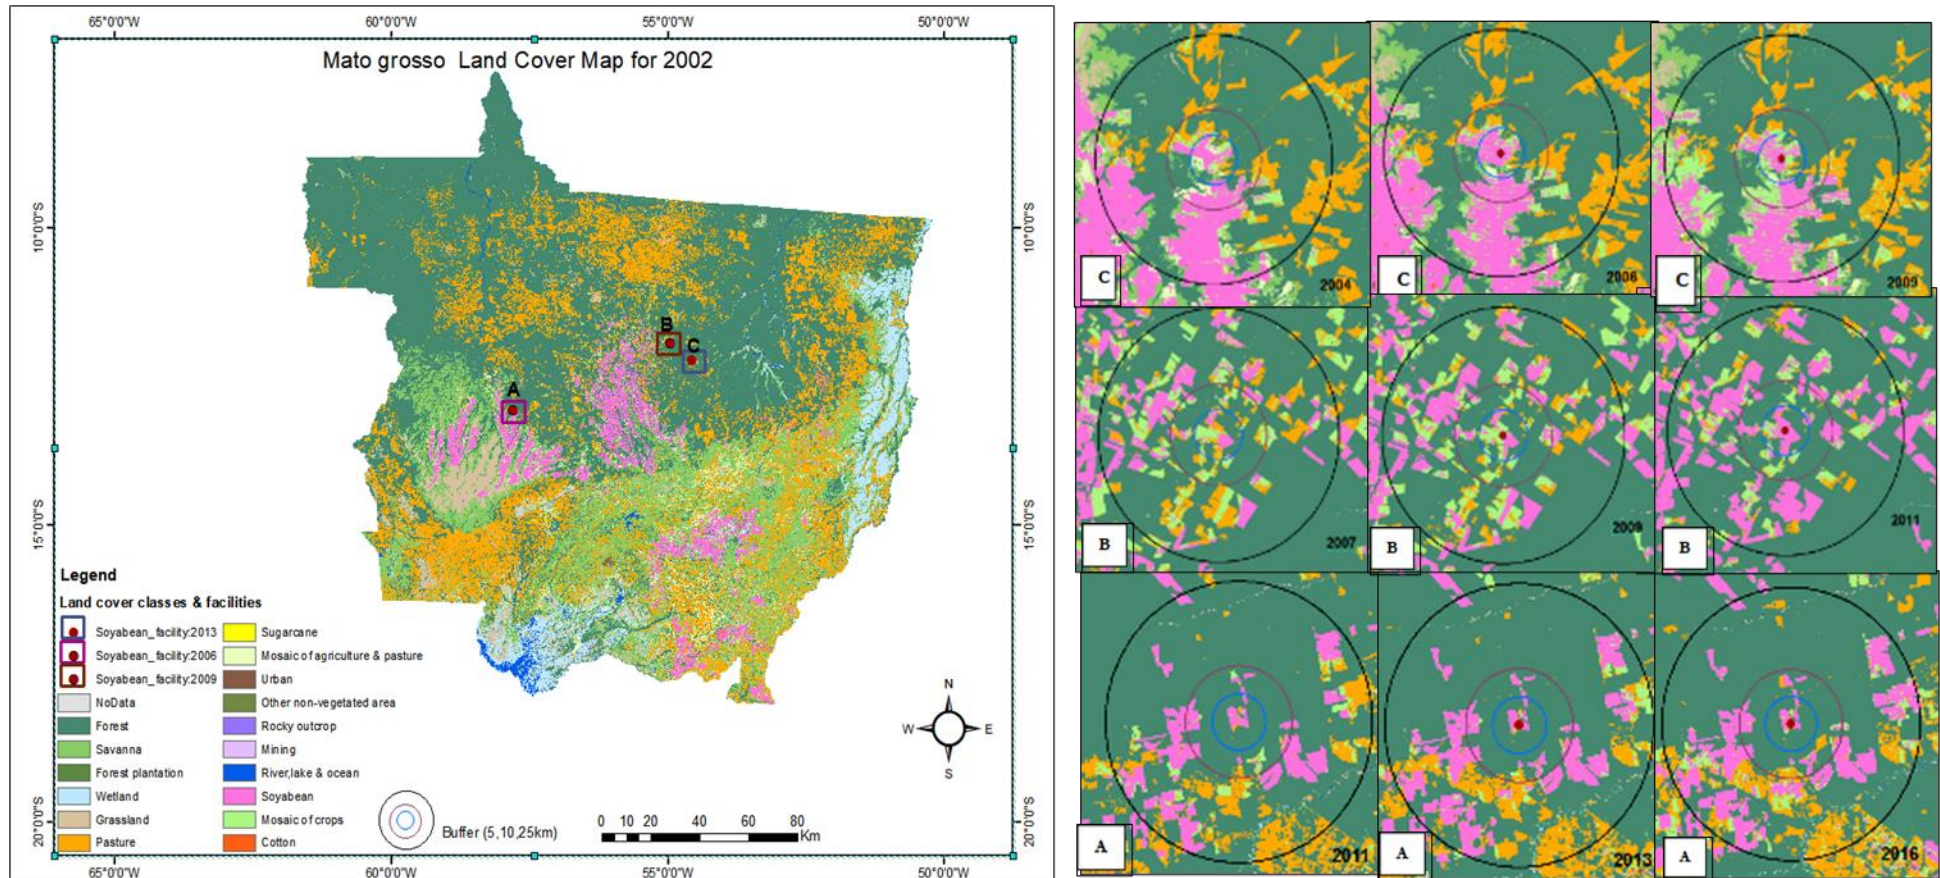 65°0'0"W 60°0'0"W 55°0'0"W 50°0'0"W
Mato grosso Land Cover Map for 2002
10°0'0"S
15°0'0"S
20°0'0"S
10°0'0"S
15°0'0"S
20°0'0"S
A
B
C
Legend
Land cover classes & facilities
Soyabean_facility:2013
Soyabean_facility:2006
Soyabean_facility:2009
NoData
Forest
Savanna
Forest plantation
Wetland
Grassland
Pasture
Sugarcane
Mosaic of agriculture & pasture
Urban
Other non-vegetated area
Rocky outcrop
Mining
River,lake & ocean
Soyabean
Mosaic of crops
Cotton
Buffer (5,10,25km)
0 10 20 40 60 80
Km
N
W E
S
65°0'0"W 60°0'0"W 55°0'0"W 50°0'0"W
C 2004
C 2006
C 2009
B 2007
B 2009
B 2011
A 2011
A 2013
A 2016